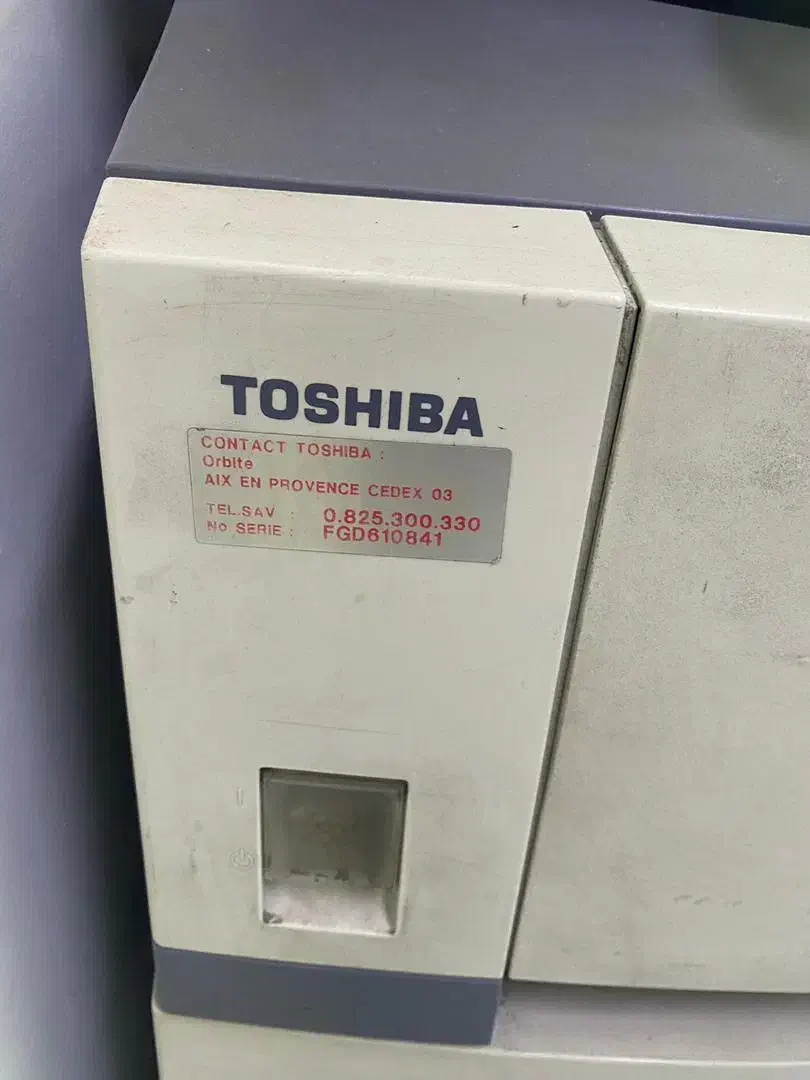 TOSHIBA
CONTACT TOSHIBA :
Orbite
AIX EN PROVENCE CEDEX 03
TEL.SAV : 0.825.300.330
No SERIE : FGD610841